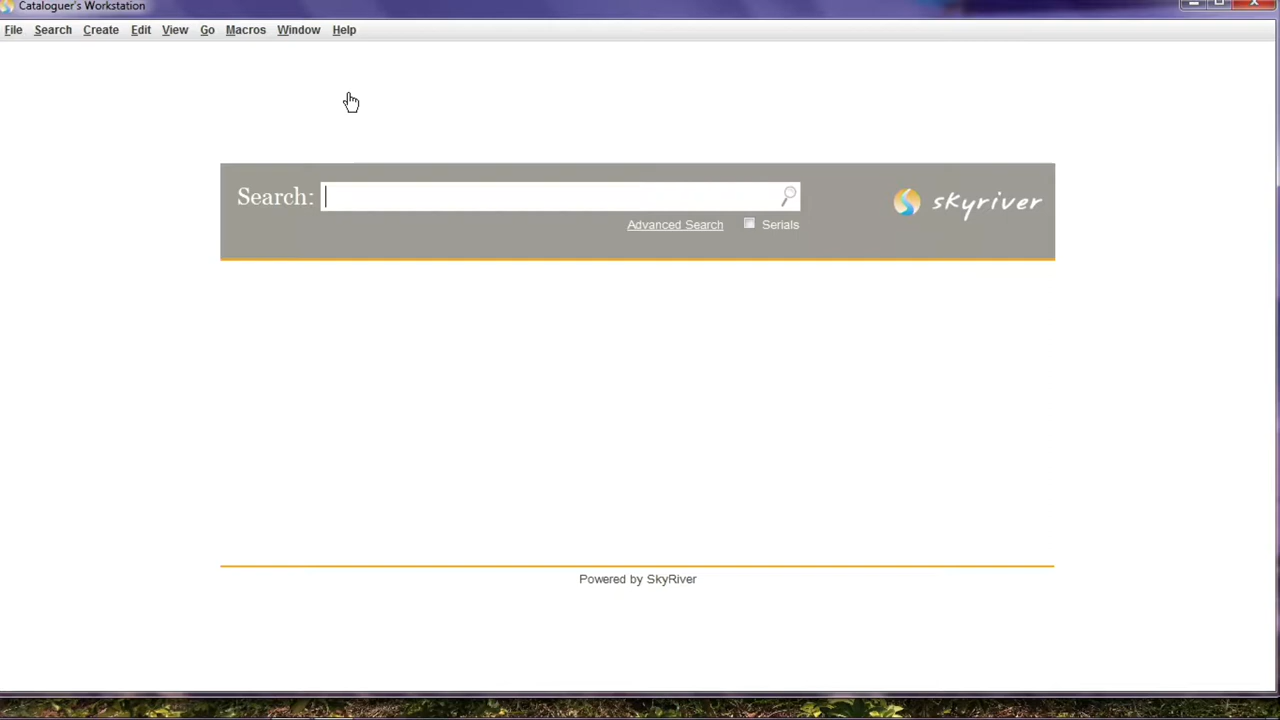 Cataloguer's Workstation
File Search Create Edit View Go Macros Window Help
Search:
skyriver
Advanced Search Serials
Powered by SkyRiver